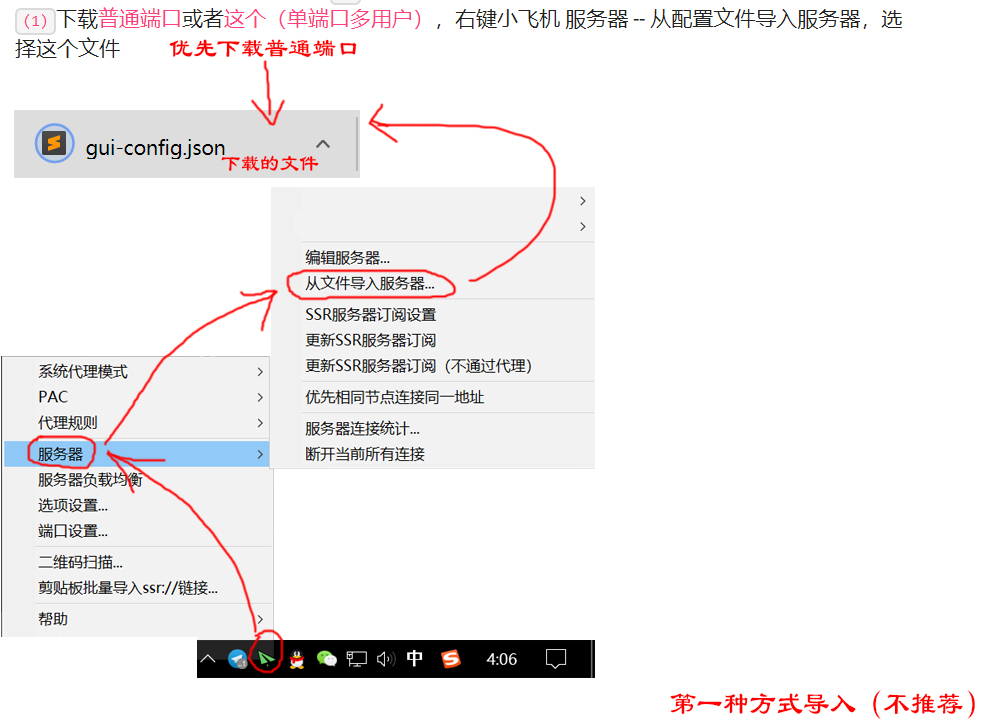 (1) 下载普通端口或者这个（单端口多用户），右键小飞机 服务器 -- 从配置文件导入服务器，选
择这个文件
优先下载普通端口
gui-config.json
下载的文件
编辑服务器...
从文件导入服务器...
SSR服务器订阅设置
更新SSR服务器订阅
更新SSR服务器订阅（不通过代理）
优先相同节点连接同一地址
服务器连接统计...
断开当前所有连接
系统代理模式
PAC
代理规则
服务器
服务器负载均衡
选项设置...
端口设置...
二维码扫描...
剪贴板批量导入ssr://链接...
帮助
中
4:06
第一种方式导入（不推荐）